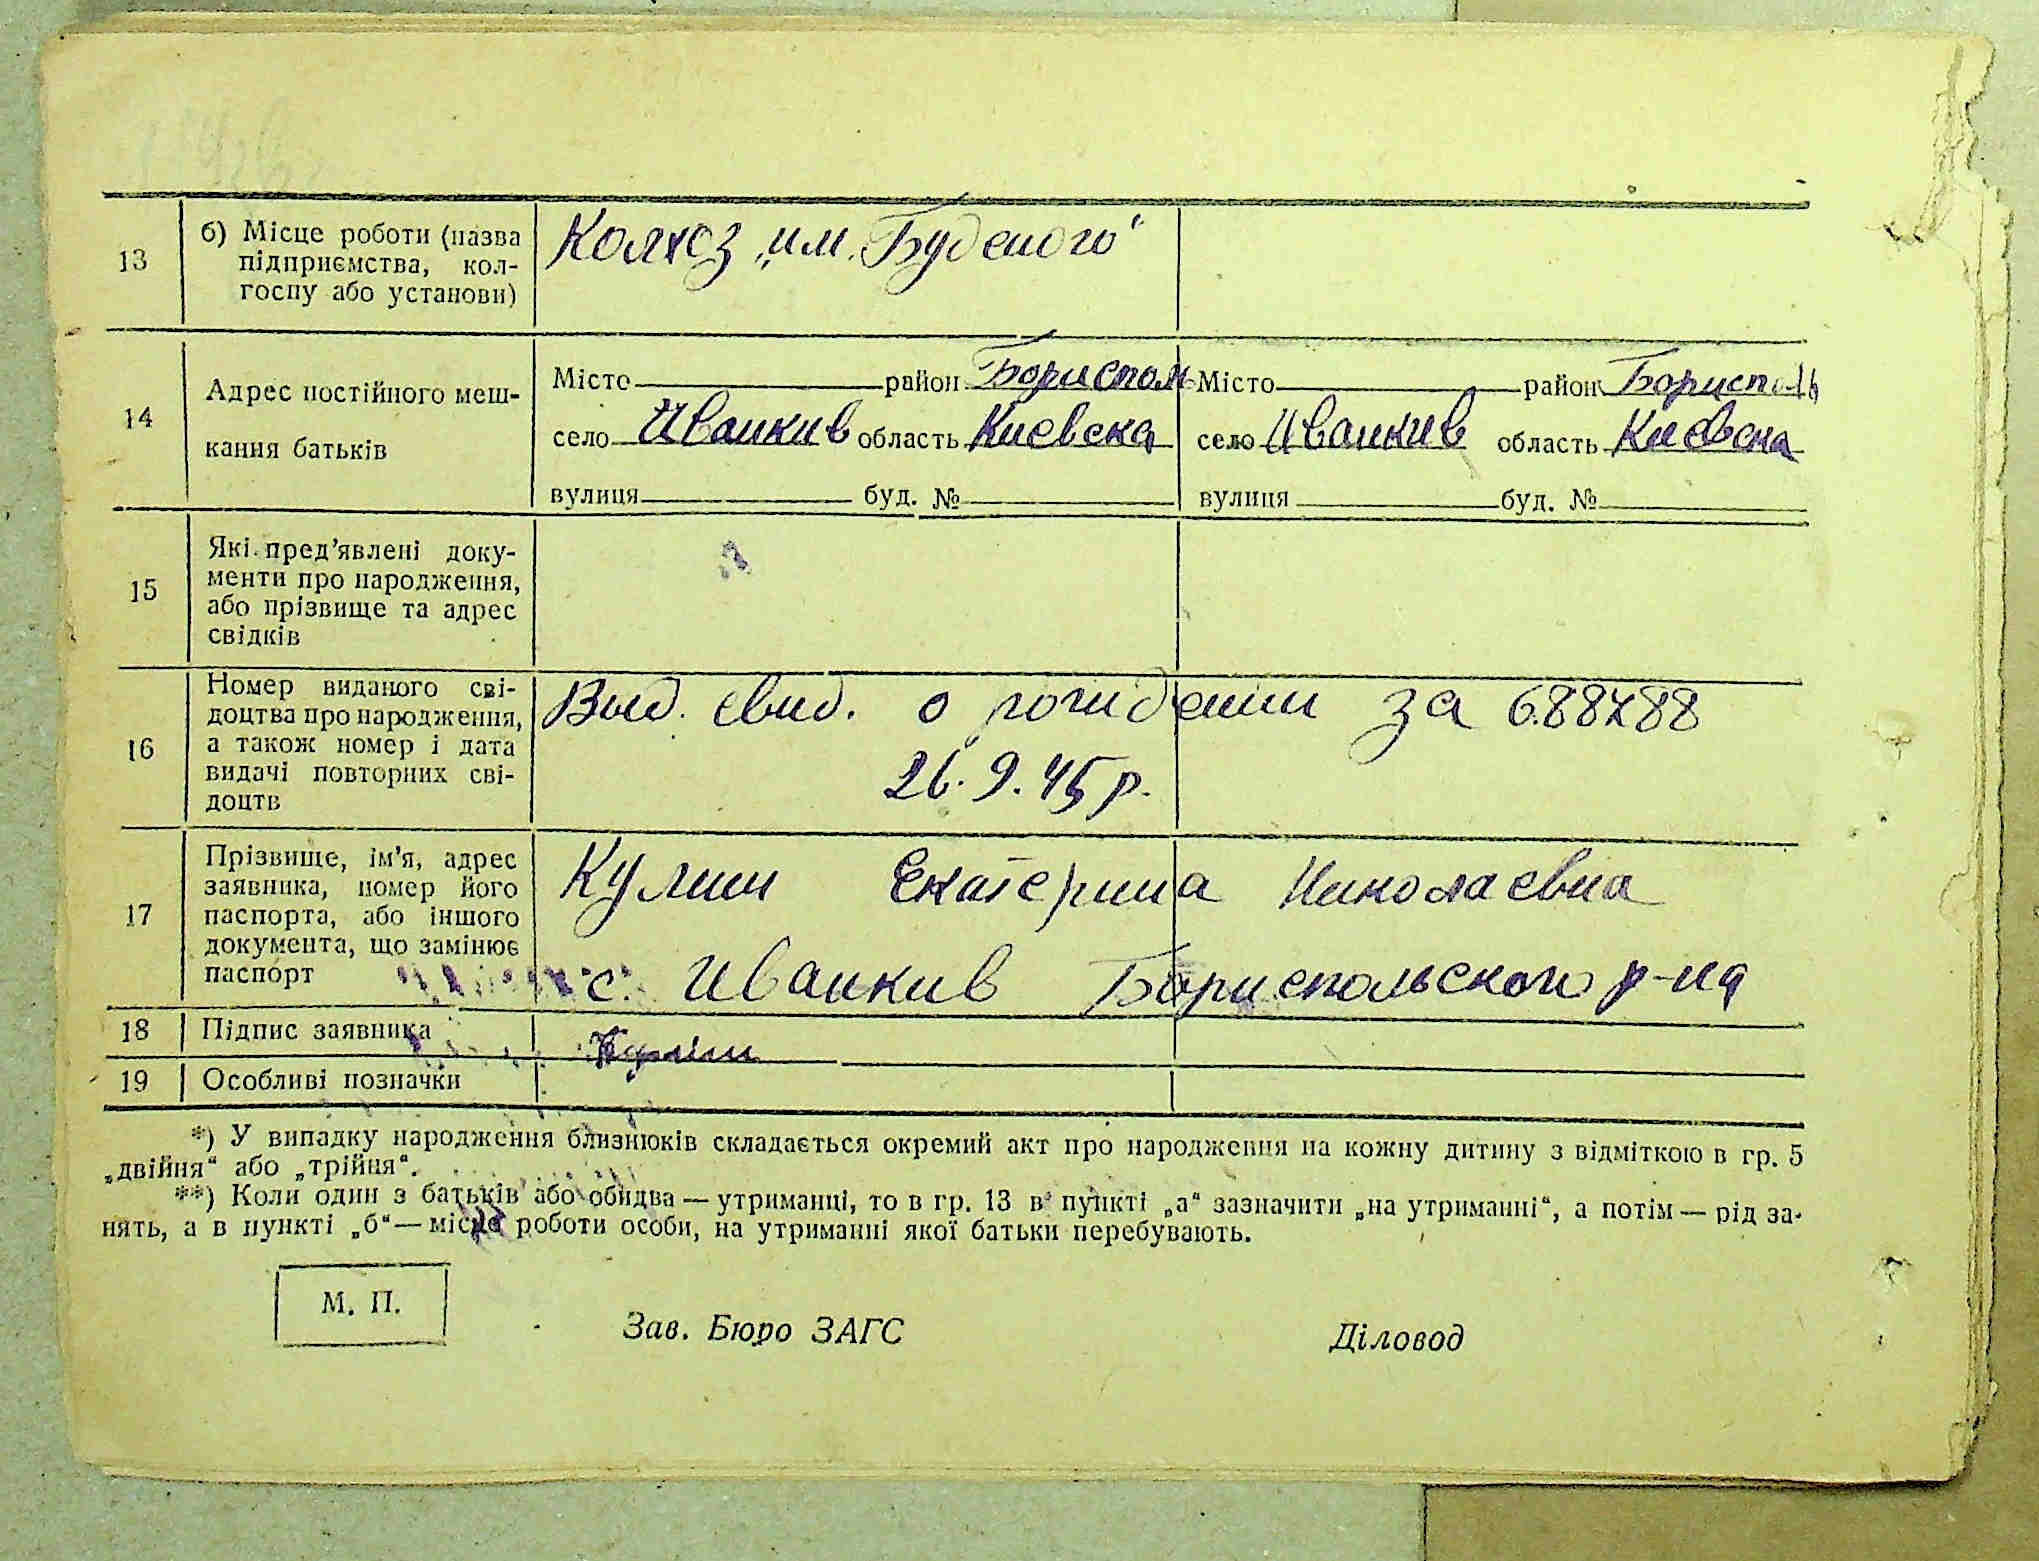 13 б) Місце роботи (назва
підприємства, кол-
госпу або установи)
Колхоз „им. Буденого“
14 Адрес постійного меш-
кання батьків
Місто район Бориспол
село Иванкив область Киевска
вулиця буд. №
Місто район Бориспол
село Иванкив область Киевска
вулиця буд. №
15 Які пред'явлені доку-
менти про народження,
або прізвище та адрес
свідків
16 Номер виданого сві-
доцтва про народження,
а також номер і дата
видачі повторних сві-
доцтв
Выд. свид. о рождении за 688788
26.9.45 р.
17 Прізвище, ім'я, адрес
заявника, номер його
паспорта, або іншого
документа, що замінює
паспорт
Кулиш Екатерина Николаевна
с. Иванкив Бориспольского р-на
18 Підпис заявника
Куліш
19 Особливі позначки
*) У випадку народження близнюків складається окремий акт про народження на кожну дитину з відміткою в гр. 5
„двійня“ або „трійня“.
**) Коли один з батьків або обидва — утриманці, то в гр. 13 в пункті „а“ зазначити „на утриманні“, а потім — рід за-
нять, а в пункті „б“ — місце роботи особи, на утриманні якої батьки перебувають.
М. П.
Зав. Бюро ЗАГС Діловод